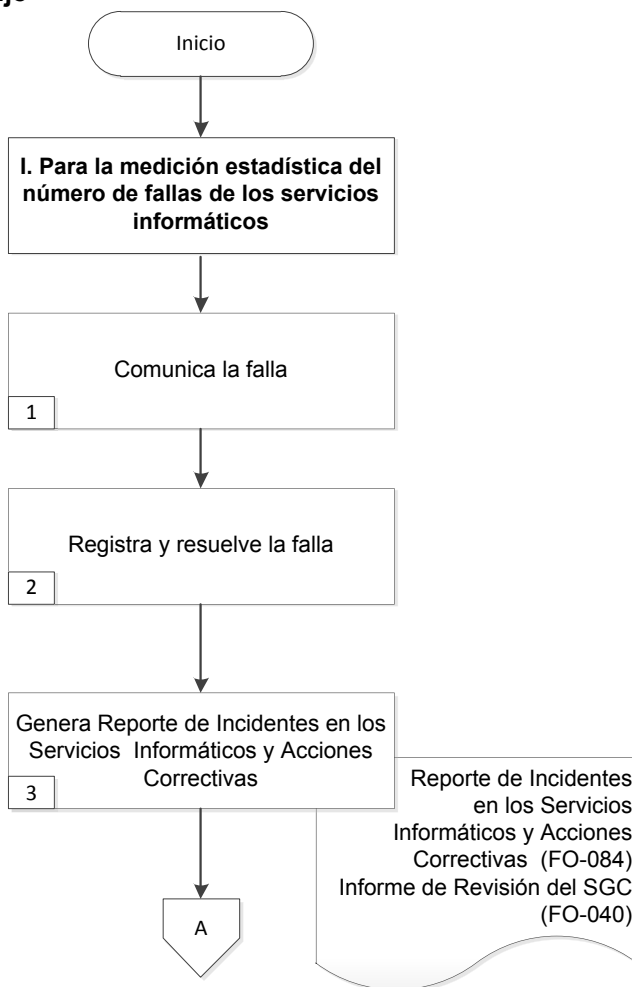 Inicio
I. Para la medición estadística del
número de fallas de los servicios
informáticos
Comunica la falla
1
Registra y resuelve la falla
2
Genera Reporte de Incidentes en los
Servicios Informáticos y Acciones
Correctivas
3
Reporte de Incidentes
en los Servicios
Informáticos y Acciones
Correctivas (FO-084)
Informe de Revisión del SGC
(FO-040)
A